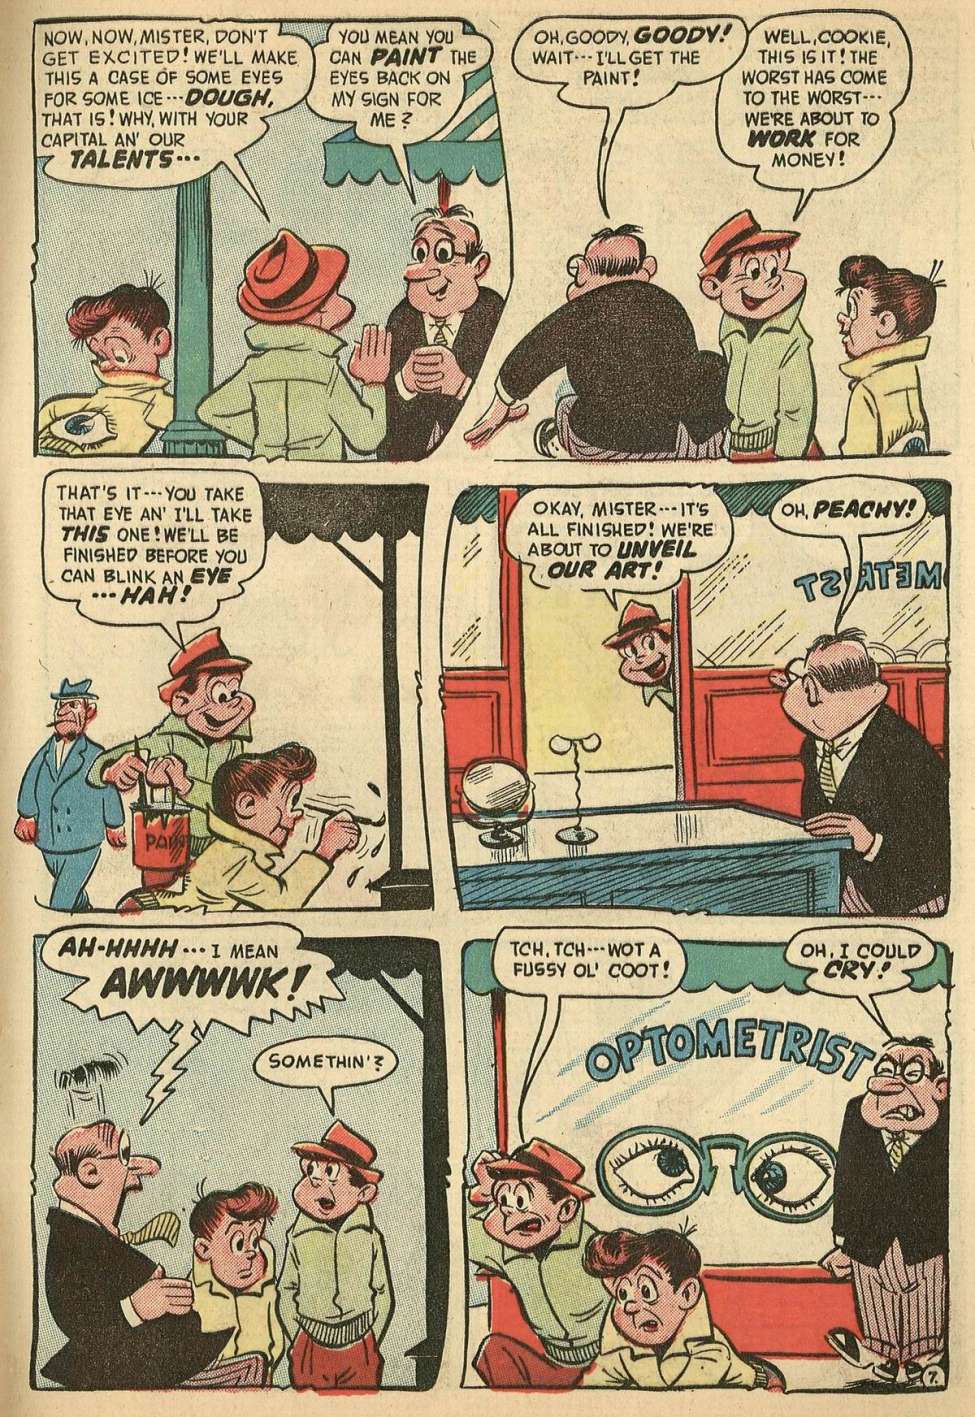 NOW, NOW, MISTER, DON'T
GET EXCITED! WE'LL MAKE
THIS A CASE OF SOME EYES
FOR SOME ICE---DOUGH,
THAT IS! WHY, WITH YOUR
CAPITAL AN' OUR
TALENTS---
YOU MEAN YOU
CAN PAINT THE
EYES BACK ON
MY SIGN FOR
ME?
OH, GOODY, GOODY!
WAIT---I'LL GET THE
PAINT!
WELL, COOKIE,
THIS IS IT! THE
WORST HAS COME
TO THE WORST---
WE'RE ABOUT TO
WORK FOR
MONEY!
THAT'S IT---YOU TAKE
THAT EYE AN' I'LL TAKE
THIS ONE! WE'LL BE
FINISHED BEFORE YOU
CAN BLINK AN EYE
---HAH!
PAINT
OKAY, MISTER---IT'S
ALL FINISHED! WE'RE
ABOUT TO UNVEIL
OUR ART!
OH, PEACHY!
METRIST
AH-HHHH---I MEAN
AWWWWK!
SOMETHIN'?
TCH, TCH---WOT A
FUSSY OL' COOT!
OH, I COULD
CRY!
OPTOMETRIST
7.